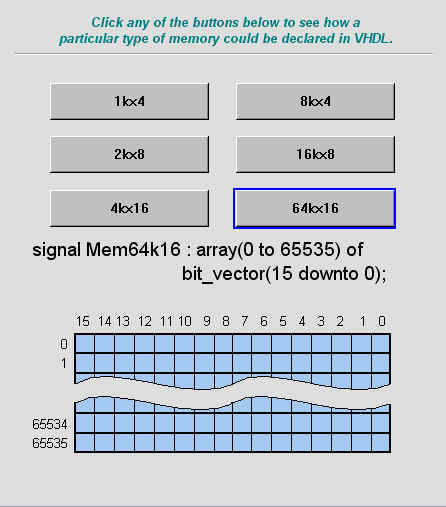 Click any of the buttons below to see how a
particular type of memory could be declared in VHDL.
1kx4
8kx4
2kx8
16kx8
4kx16
64kx16
signal Mem64k16 : array(0 to 65535) of
bit_vector(15 downto 0);
15 14 13 12 11 10 9 8 7 6 5 4 3 2 1 0
0
1
65534
65535